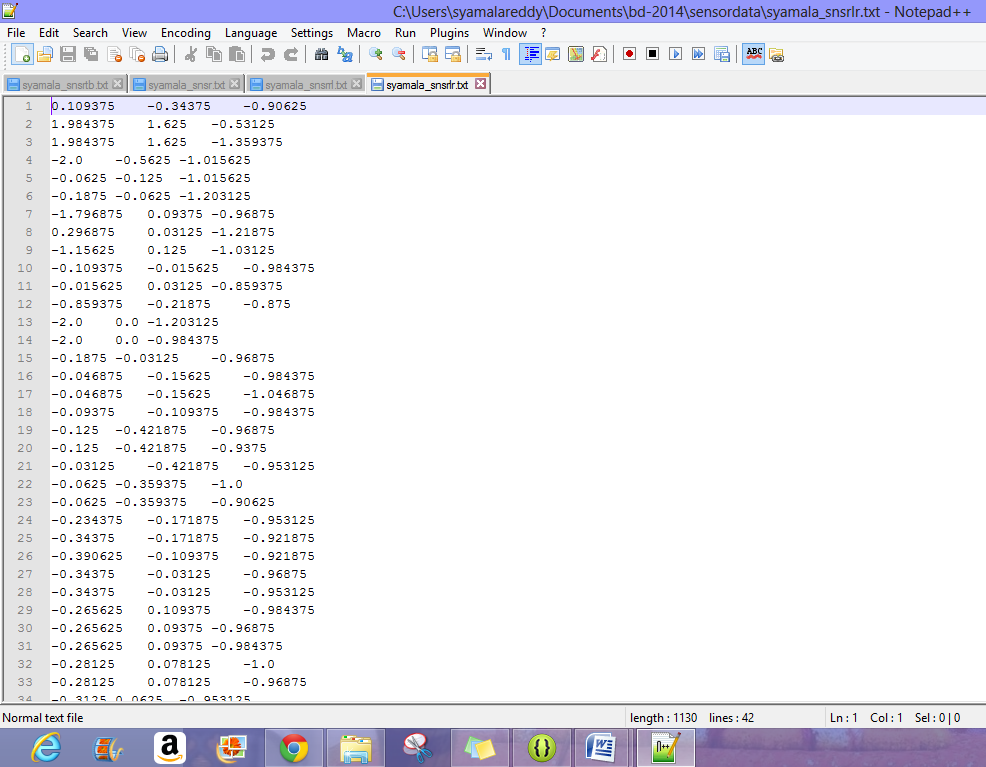 C:\Users\syamalareddy\Documents\bd-2014\sensordata\syamala_snsrlr.txt - Notepad++
File Edit Search View Encoding Language Settings Macro Run Plugins Window ?
ABC
syamala_snsrtb.txt syamala_snsr.txt syamala_snsrrl.txt syamala_snsrlr.txt
1 0.109375 -0.34375 -0.90625
2 1.984375 1.625 -0.53125
3 1.984375 1.625 -1.359375
4 -2.0 -0.5625 -1.015625
5 -0.0625 -0.125 -1.015625
6 -0.1875 -0.0625 -1.203125
7 -1.796875 0.09375 -0.96875
8 0.296875 0.03125 -1.21875
9 -1.15625 0.125 -1.03125
10 -0.109375 -0.015625 -0.984375
11 -0.015625 0.03125 -0.859375
12 -0.859375 -0.21875 -0.875
13 -2.0 0.0 -1.203125
14 -2.0 0.0 -0.984375
15 -0.1875 -0.03125 -0.96875
16 -0.046875 -0.15625 -0.984375
17 -0.046875 -0.15625 -1.046875
18 -0.09375 -0.109375 -0.984375
19 -0.125 -0.421875 -0.96875
20 -0.125 -0.421875 -0.9375
21 -0.03125 -0.421875 -0.953125
22 -0.0625 -0.359375 -1.0
23 -0.0625 -0.359375 -0.90625
24 -0.234375 -0.171875 -0.953125
25 -0.34375 -0.171875 -0.921875
26 -0.390625 -0.109375 -0.921875
27 -0.34375 -0.03125 -0.96875
28 -0.34375 -0.03125 -0.953125
29 -0.265625 0.109375 -0.984375
30 -0.265625 0.09375 -0.96875
31 -0.265625 0.09375 -0.984375
32 -0.28125 0.078125 -1.0
33 -0.28125 0.078125 -0.96875
34 -0.3125 0.0625 -0.953125
Normal text file length : 1130 lines : 42 Ln : 1 Col : 1 Sel : 0 | 0